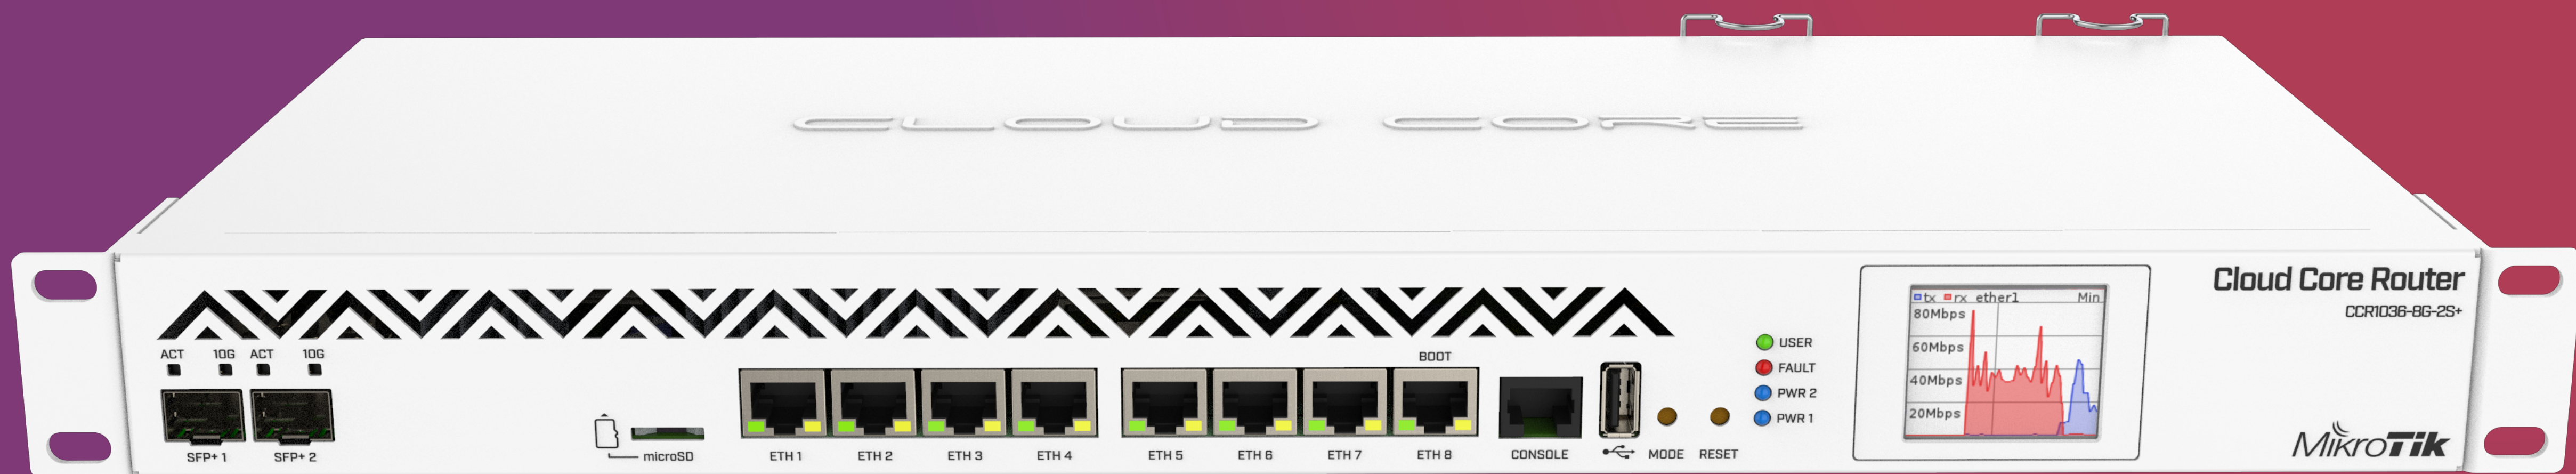 CLOUD CORE
Cloud Core Router
CCR1036-8G-2S+
tx rx ether1 Min
80Mbps
60Mbps
40Mbps
20Mbps
ACT 10G ACT 10G
BOOT
USER
FAULT
PWR 2
PWR 1
SFP+ 1 SFP+ 2
microSD
ETH 1 ETH 2 ETH 3 ETH 4 ETH 5 ETH 6 ETH 7 ETH 8
CONSOLE
MODE RESET
MikroTik